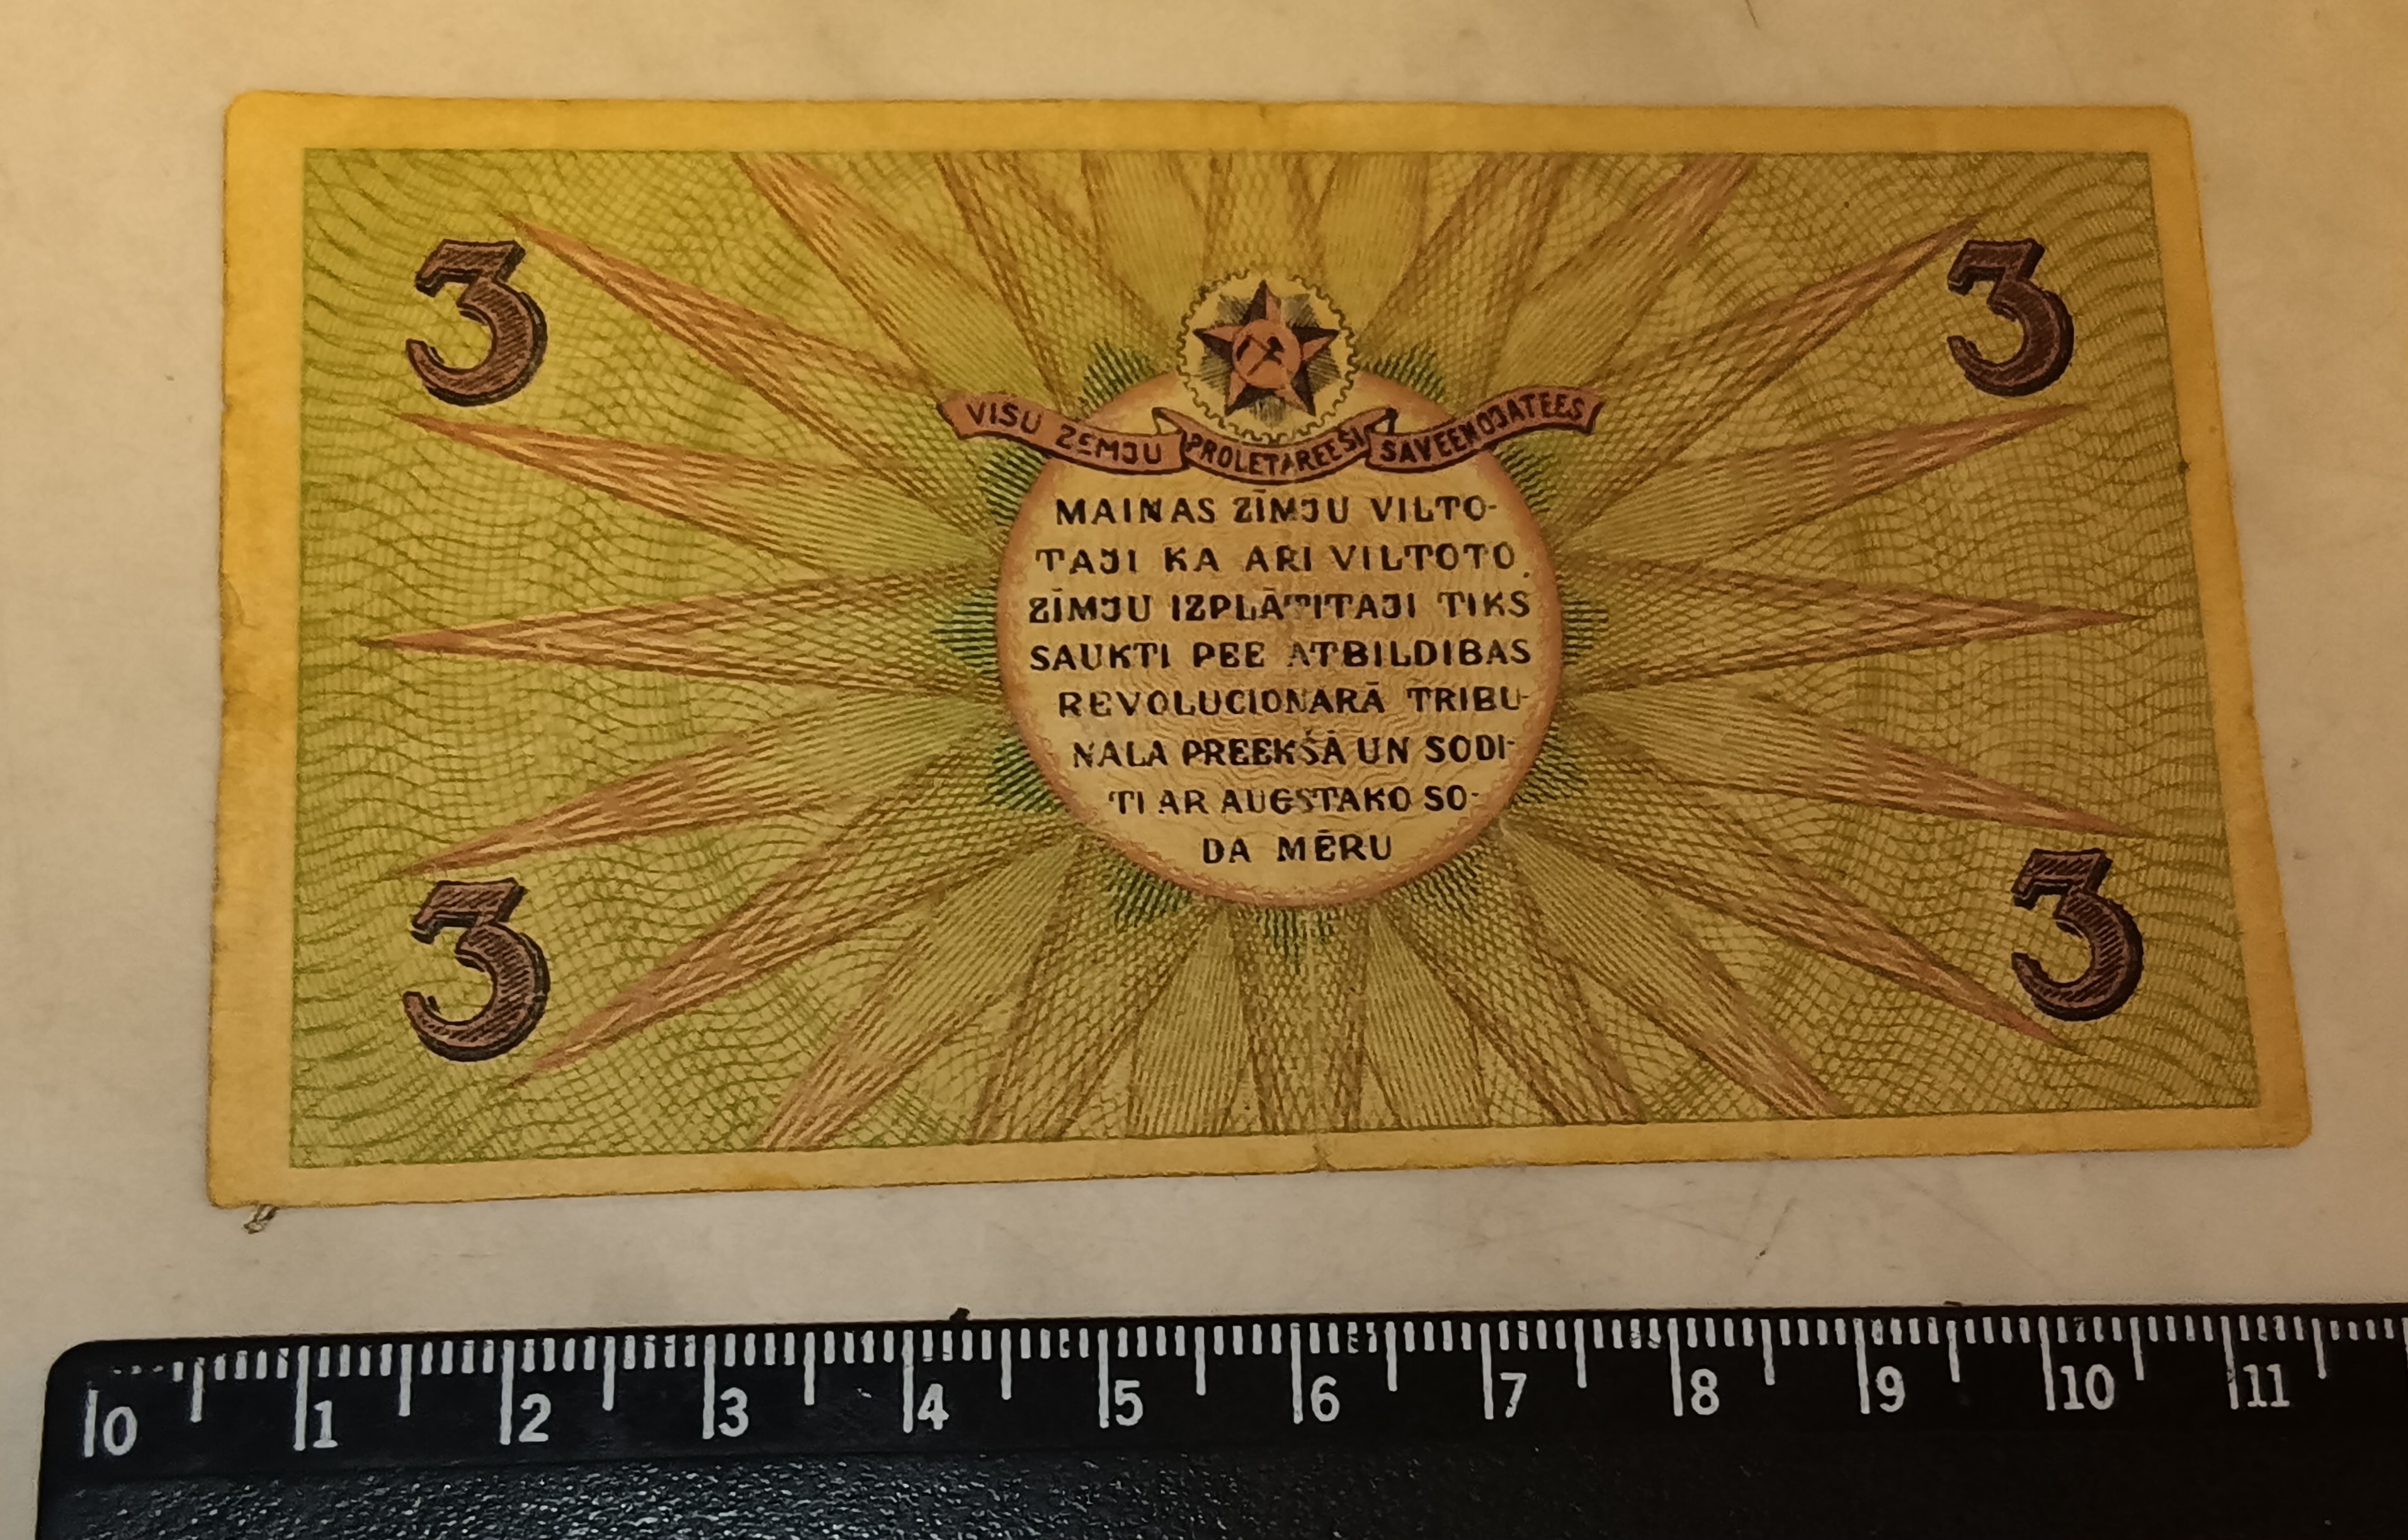 3 3
VISU ZEMJU PROLETAREEŠI SAVEENOJATEES
MAIŅAS ZĪMJU VILTO-
TAJI KA ARI VILTOTO
ZĪMJU IZPLĀTITAJI TIKS
SAUKTI PEE ATBILDIBAS
REVOLUCIONARĀ TRIBU-
NALA PREEKŠĀ UN SODI-
TI AR AUGSTAKO SO-
DA MĒRU
3 3
0 1 2 3 4 5 6 7 8 9 10 11